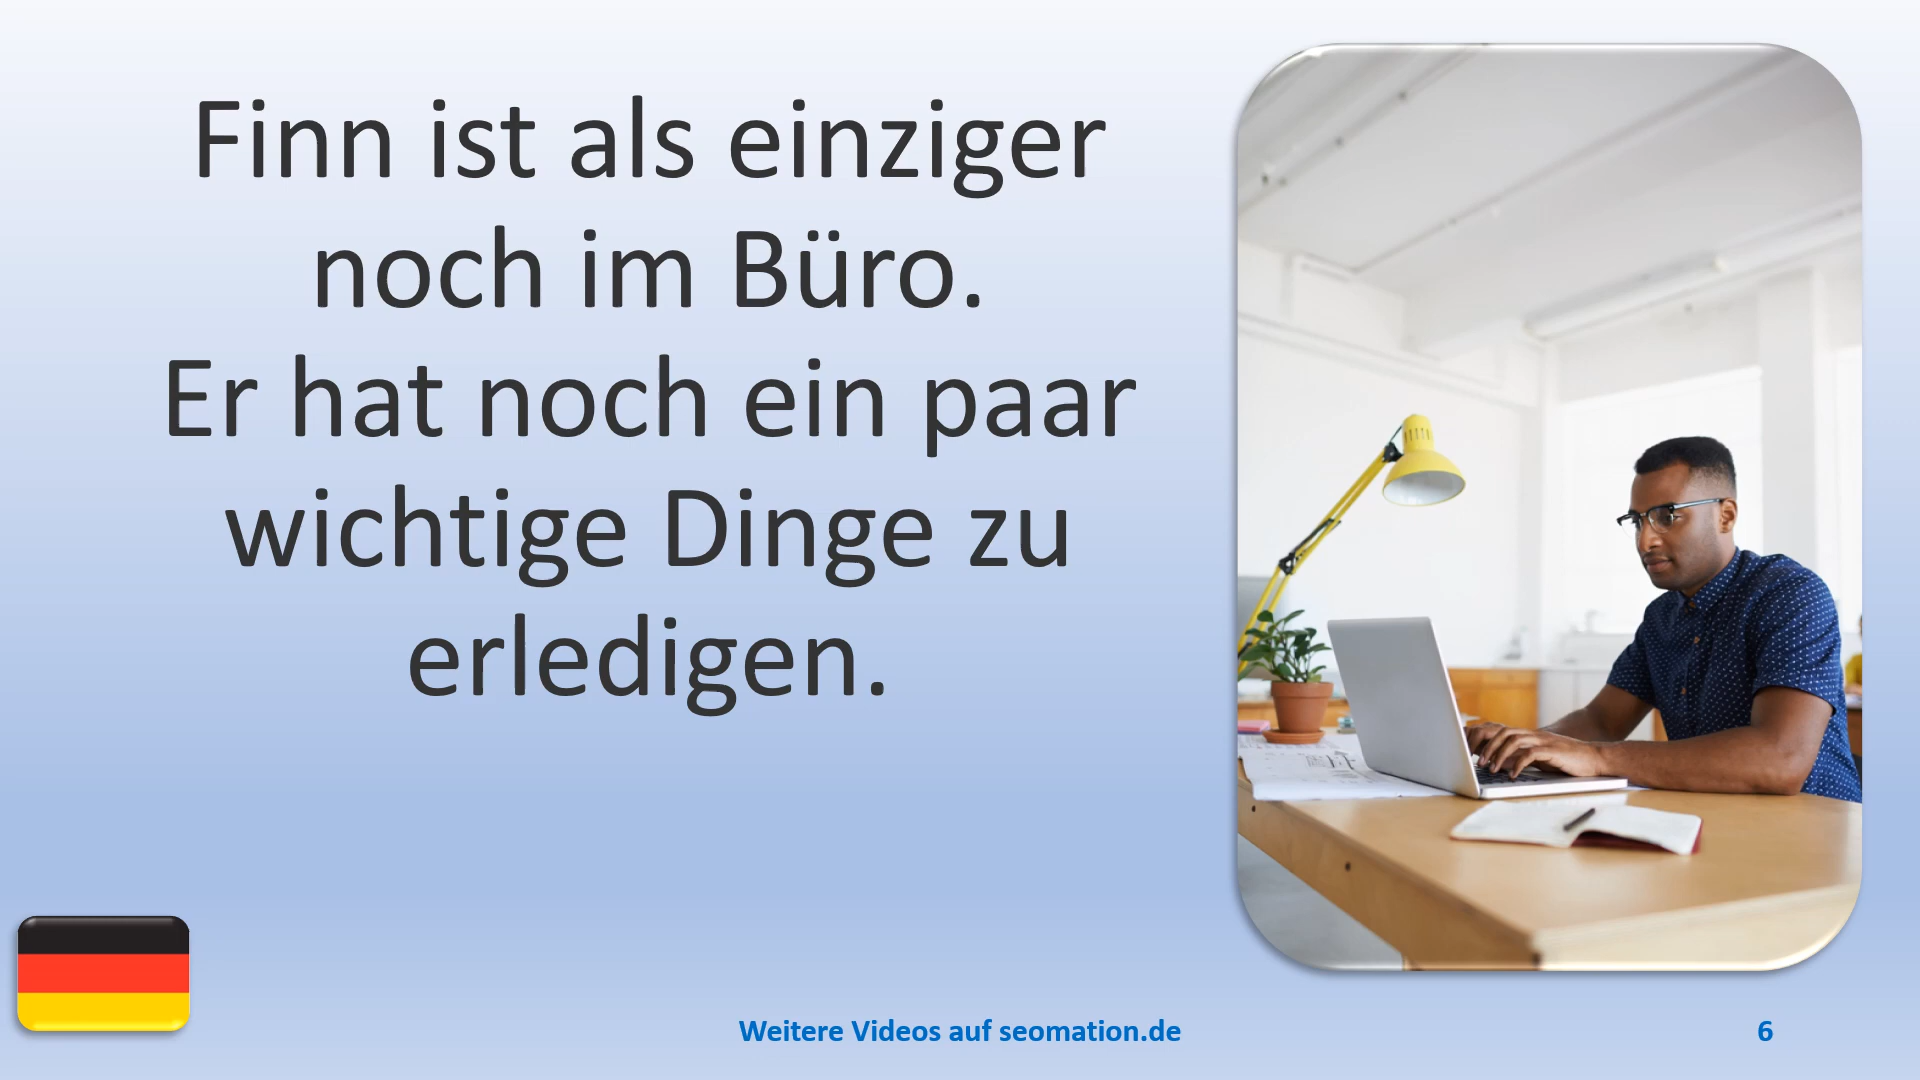 Finn ist als einziger
noch im Büro.
Er hat noch ein paar
wichtige Dinge zu
erledigen.
Weitere Videos auf seomation.de
6